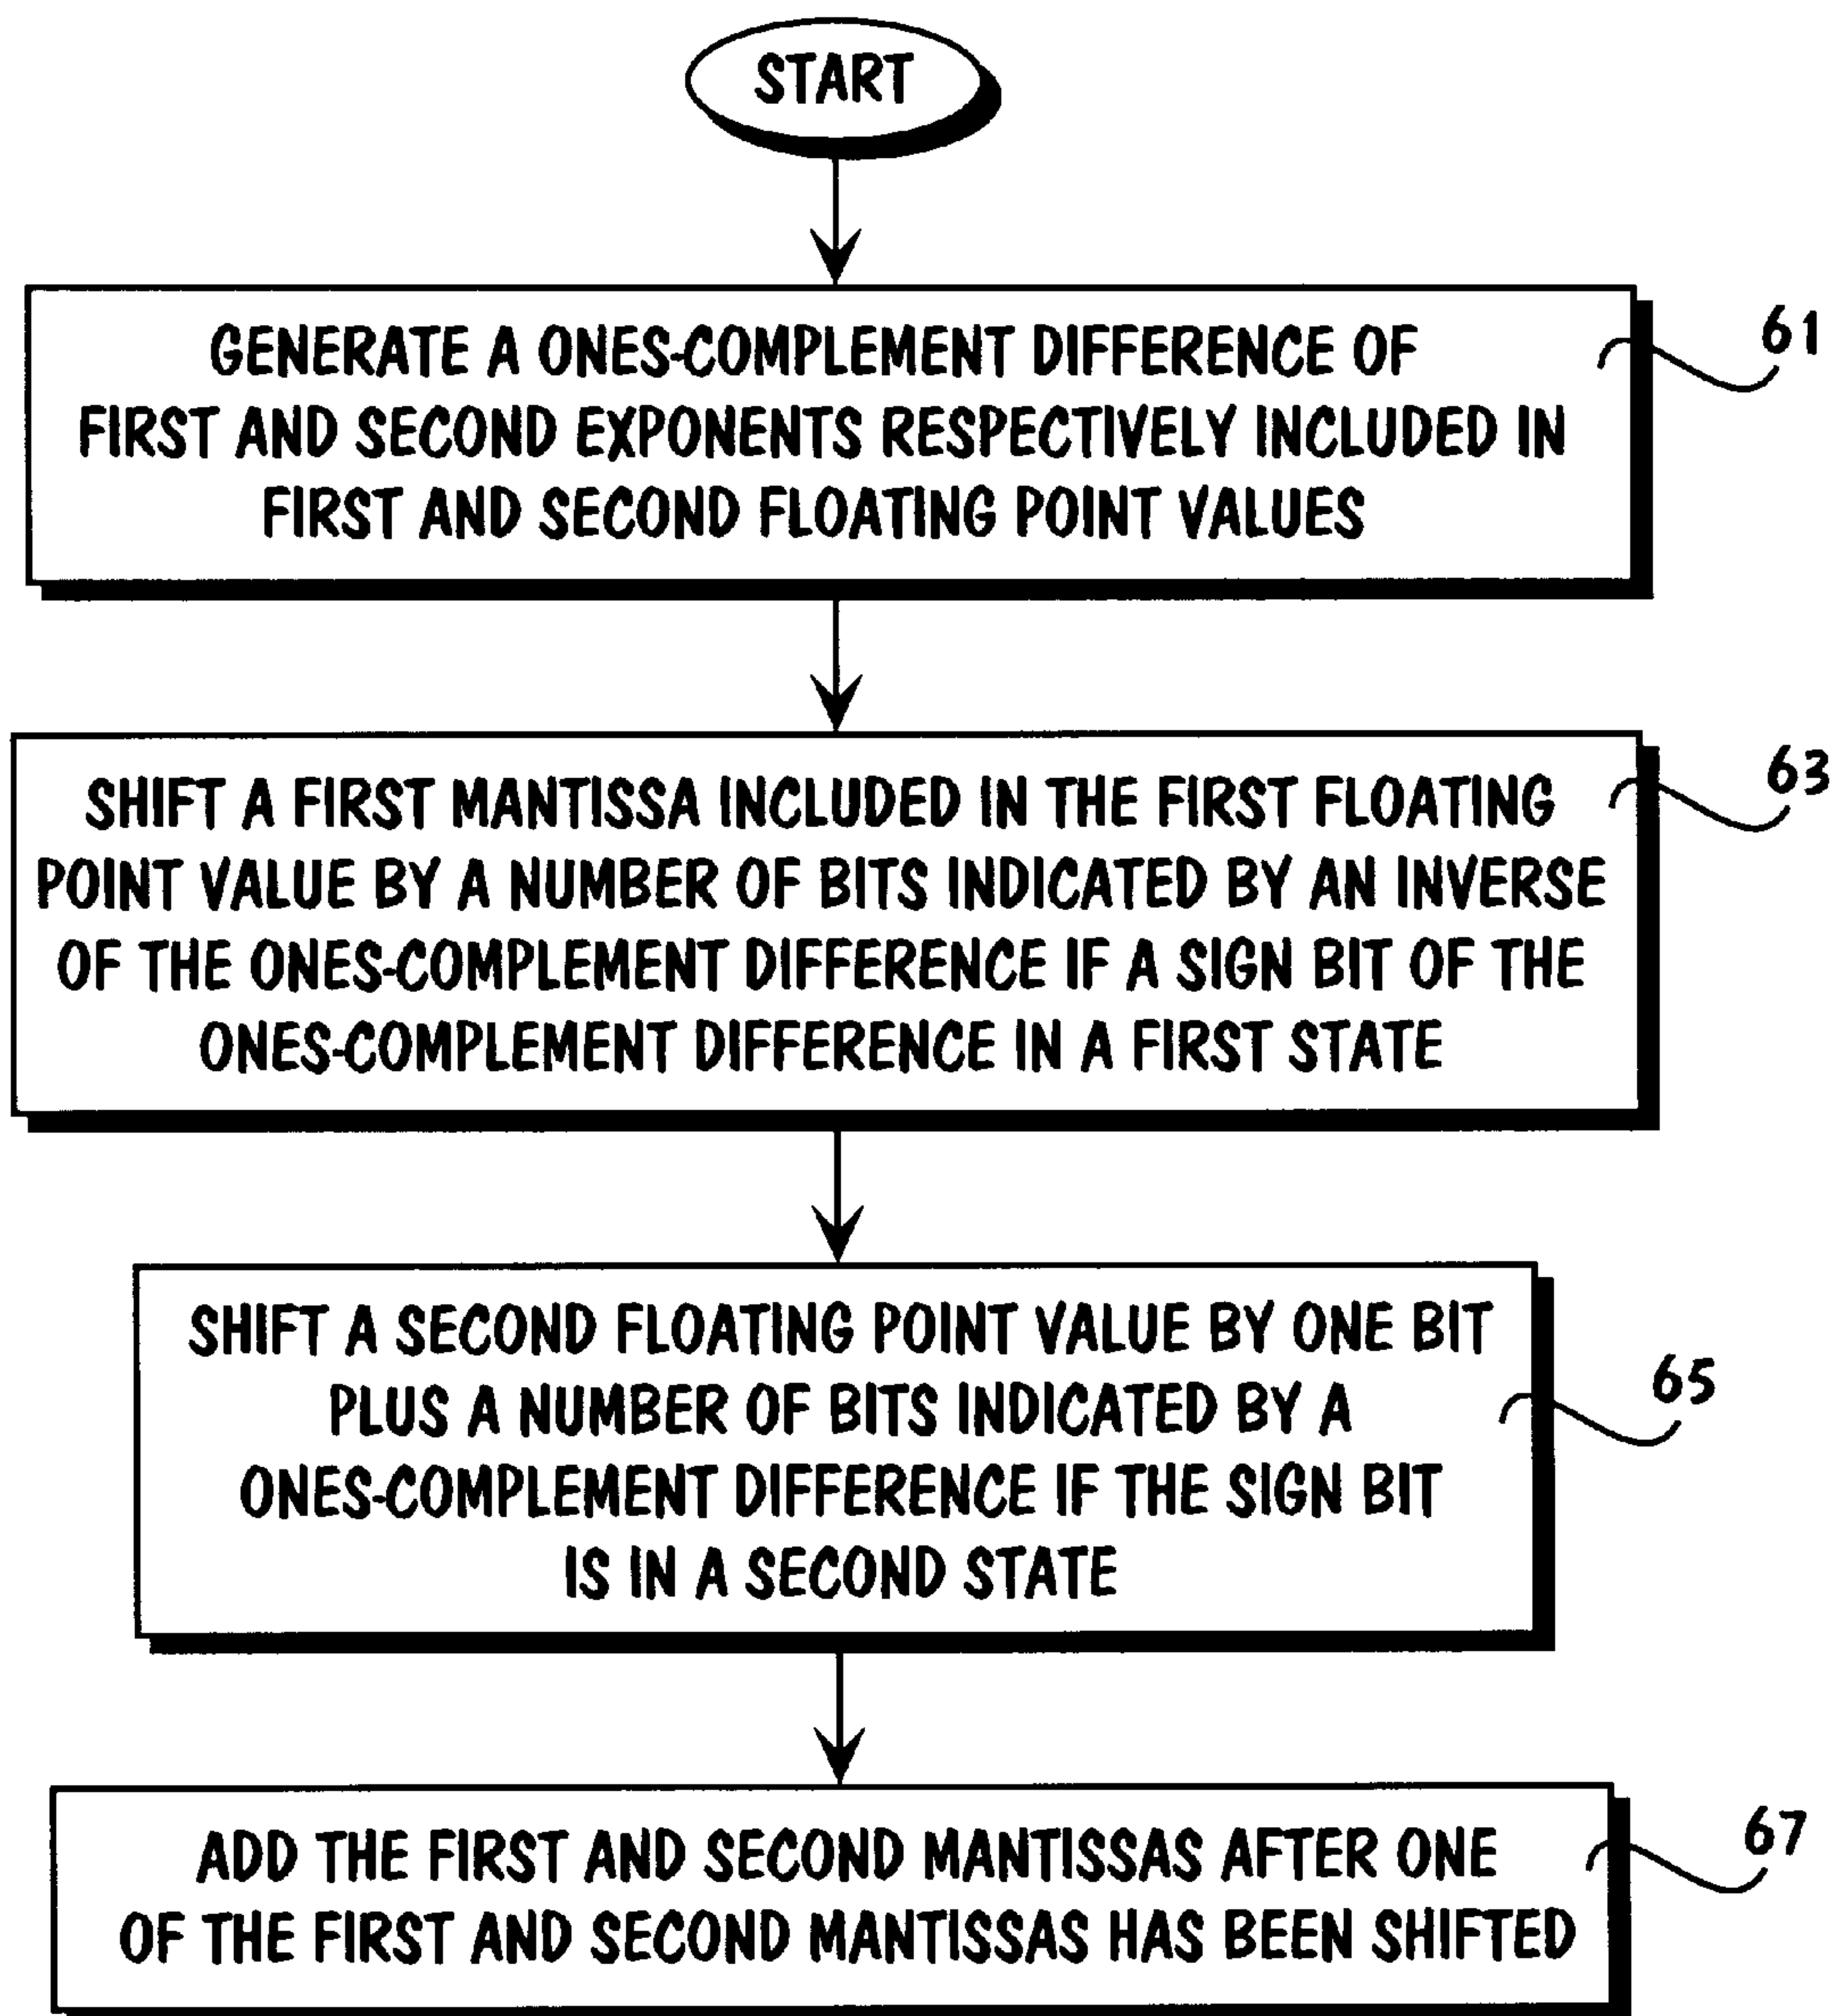 START
GENERATE A ONES-COMPLEMENT DIFFERENCE OF
FIRST AND SECOND EXPONENTS RESPECTIVELY INCLUDED IN
FIRST AND SECOND FLOATING POINT VALUES
61
SHIFT A FIRST MANTISSA INCLUDED IN THE FIRST FLOATING
POINT VALUE BY A NUMBER OF BITS INDICATED BY AN INVERSE
OF THE ONES-COMPLEMENT DIFFERENCE IF A SIGN BIT OF THE
ONES-COMPLEMENT DIFFERENCE IN A FIRST STATE
63
SHIFT A SECOND FLOATING POINT VALUE BY ONE BIT
PLUS A NUMBER OF BITS INDICATED BY A
ONES-COMPLEMENT DIFFERENCE IF THE SIGN BIT
IS IN A SECOND STATE
65
ADD THE FIRST AND SECOND MANTISSAS AFTER ONE
OF THE FIRST AND SECOND MANTISSAS HAS BEEN SHIFTED
67